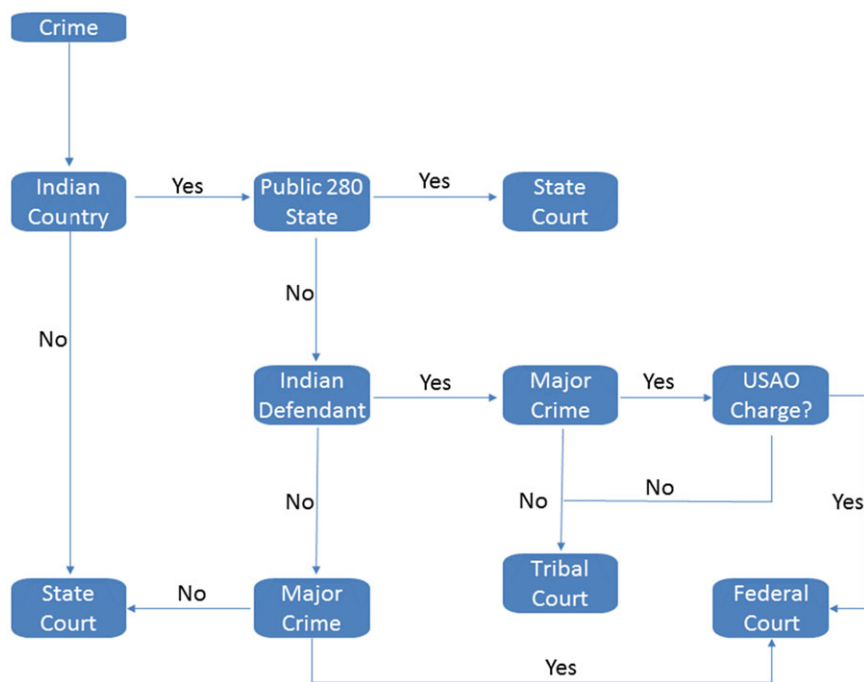 Crime
Indian
Country
Yes
Public 280
State
Yes
State
Court
No
No
Indian
Defendant
Yes
Major
Crime
Yes
USAO
Charge?
No
No
No
Yes
Tribal
Court
State
Court
No
Major
Crime
Federal
Court
Yes